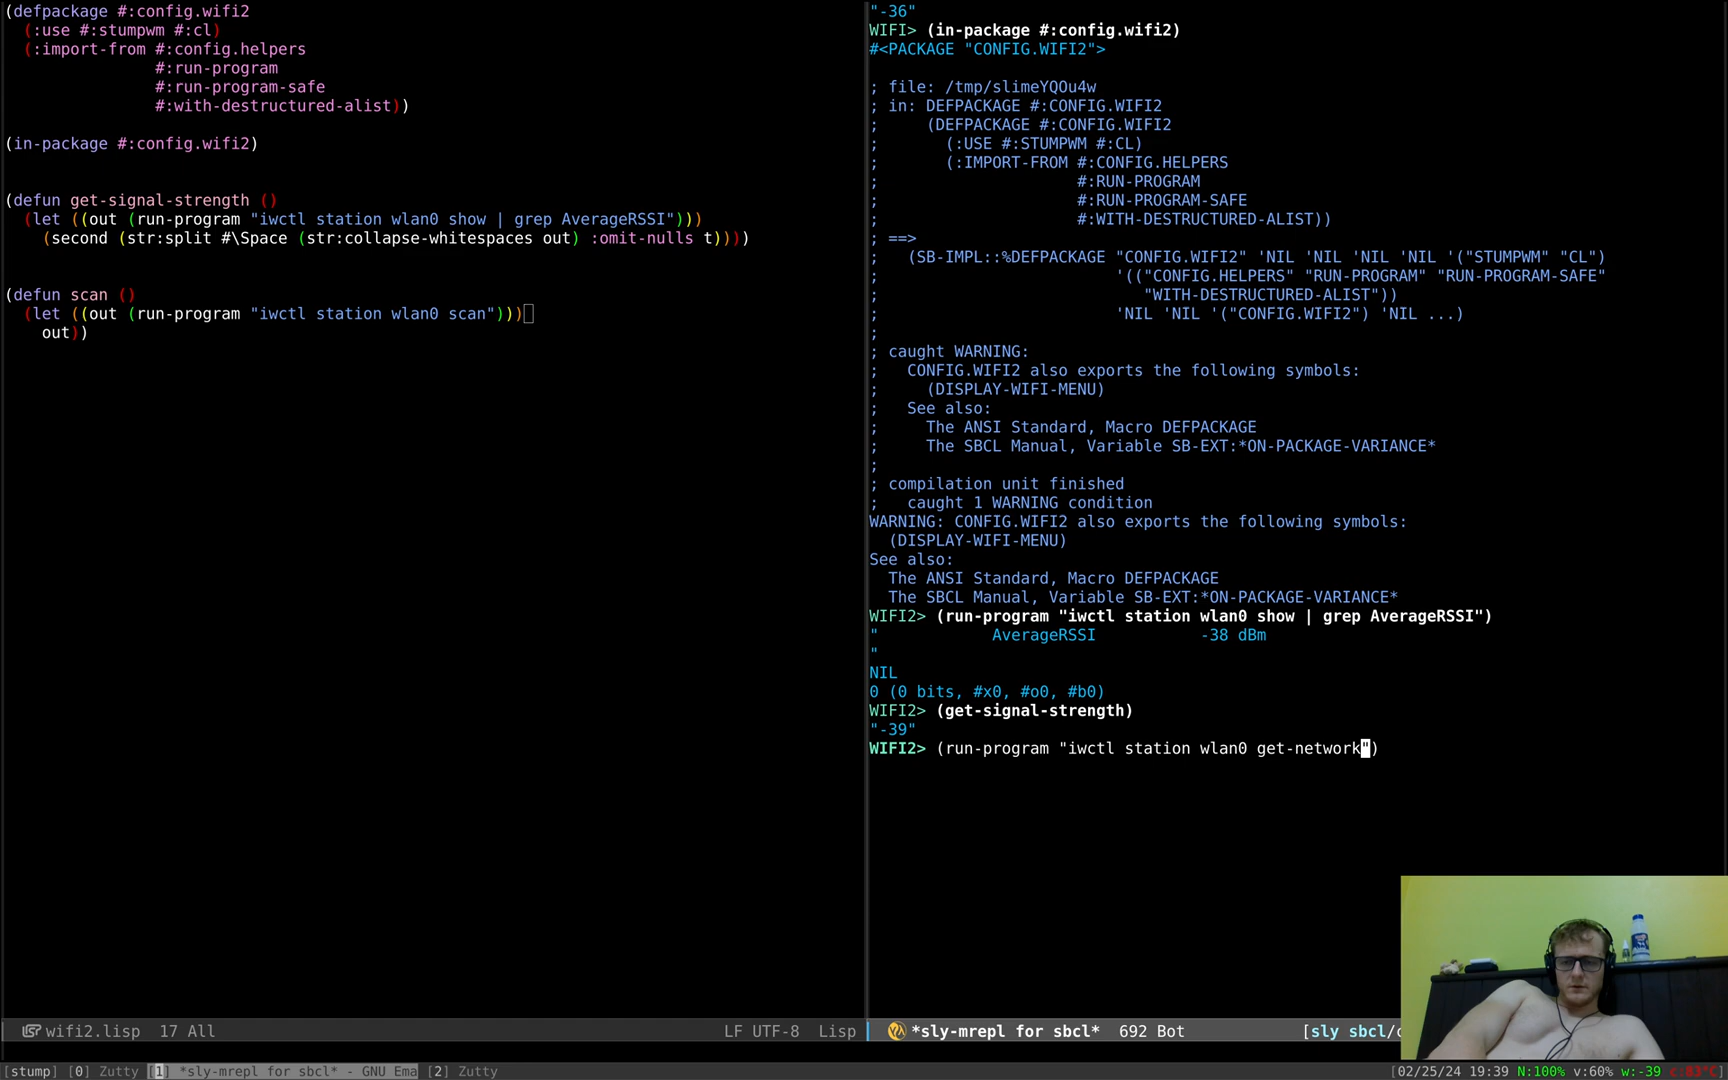 (defpackage #:config.wifi2
(:use #:stumpwm #:cl)
(:import-from #:config.helpers
#:run-program
#:run-program-safe
#:with-destructured-alist))
(in-package #:config.wifi2)
(defun get-signal-strength ()
(let ((out (run-program "iwctl station wlan0 show | grep AverageRSSI")))
(second (str:split #\Space (str:collapse-whitespaces out) :omit-nulls t))))
(defun scan ()
(let ((out (run-program "iwctl station wlan0 scan")))
out))
wifi2.lisp 17 All LF UTF-8 Lisp
"-36"
WIFI> (in-package #:config.wifi2)
#<PACKAGE "CONFIG.WIFI2">
; file: /tmp/slimeYQOu4w
; in: DEFPACKAGE #:CONFIG.WIFI2
; (DEFPACKAGE #:CONFIG.WIFI2
; (:USE #:STUMPWM #:CL)
; (:IMPORT-FROM #:CONFIG.HELPERS
; #:RUN-PROGRAM
; #:RUN-PROGRAM-SAFE
; #:WITH-DESTRUCTURED-ALIST))
; ==>
; (SB-IMPL::%DEFPACKAGE "CONFIG.WIFI2" 'NIL 'NIL 'NIL 'NIL '("STUMPWM" "CL")
; '(("CONFIG.HELPERS" "RUN-PROGRAM" "RUN-PROGRAM-SAFE"
; "WITH-DESTRUCTURED-ALIST"))
; 'NIL 'NIL '("CONFIG.WIFI2") 'NIL ...)
;
; caught WARNING:
; CONFIG.WIFI2 also exports the following symbols:
; (DISPLAY-WIFI-MENU)
; See also:
; The ANSI Standard, Macro DEFPACKAGE
; The SBCL Manual, Variable SB-EXT:*ON-PACKAGE-VARIANCE*
;
; compilation unit finished
; caught 1 WARNING condition
WARNING: CONFIG.WIFI2 also exports the following symbols:
(DISPLAY-WIFI-MENU)
See also:
The ANSI Standard, Macro DEFPACKAGE
The SBCL Manual, Variable SB-EXT:*ON-PACKAGE-VARIANCE*
WIFI2> (run-program "iwctl station wlan0 show | grep AverageRSSI")
" AverageRSSI -38 dBm
"
NIL
0 (0 bits, #x0, #o0, #b0)
WIFI2> (get-signal-strength)
"-39"
WIFI2> (run-program "iwctl station wlan0 get-network")
*sly-mrepl for sbcl* 692 Bot [sly sbcl/
[stump] [0] Zutty [1] *sly-mrepl for sbcl* - GNU Ema [2] Zutty [02/25/24 19:39 N:100% v:60% w:-39 c:83°C]